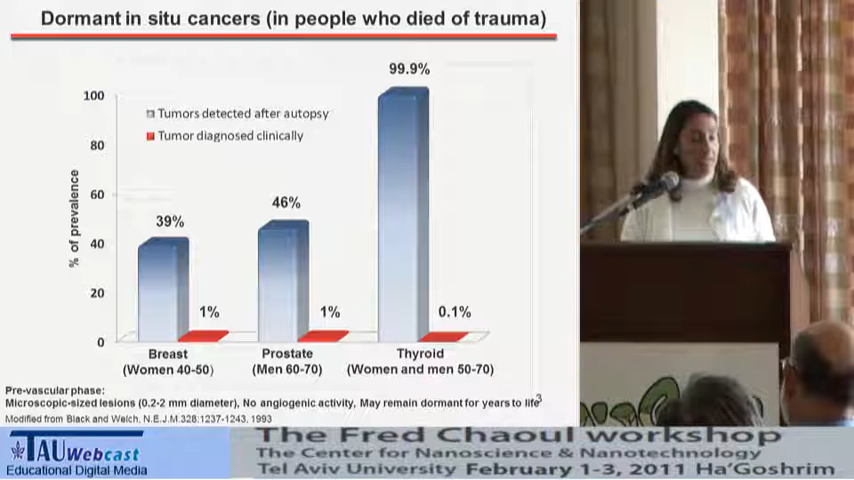 Dormant in situ cancers (in people who died of trauma)
99.9%
100
Tumors detected after autopsy
Tumor diagnosed clinically
80
60
46%
39%
40
20
1%
1%
0.1%
0
% of prevalence
Breast
(Women 40-50)
Prostate
(Men 60-70)
Thyroid
(Women and men 50-70)
Pre-vascular phase:
Microscopic-sized lesions (0.2-2 mm diameter), No angiogenic activity, May remain dormant for years to life
3
Modified from Black and Welch, N.E.J.M.328:1237-1243, 1993
TAUWebcast
Educational Digital Media
The Fred Chaoul workshop
The Center for Nanoscience & Nanotechnology
Tel Aviv University February 1-3, 2011 Ha'Goshrim